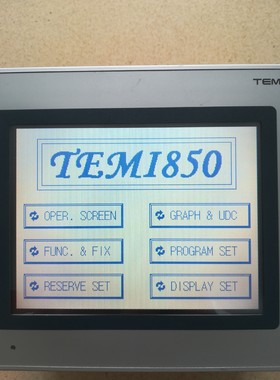 TEM
TEMI850
OPER. SCREEN
GRAPH & UDC
FUNC. & FIX
PROGRAM SET
RESERVE SET
DISPLAY SET